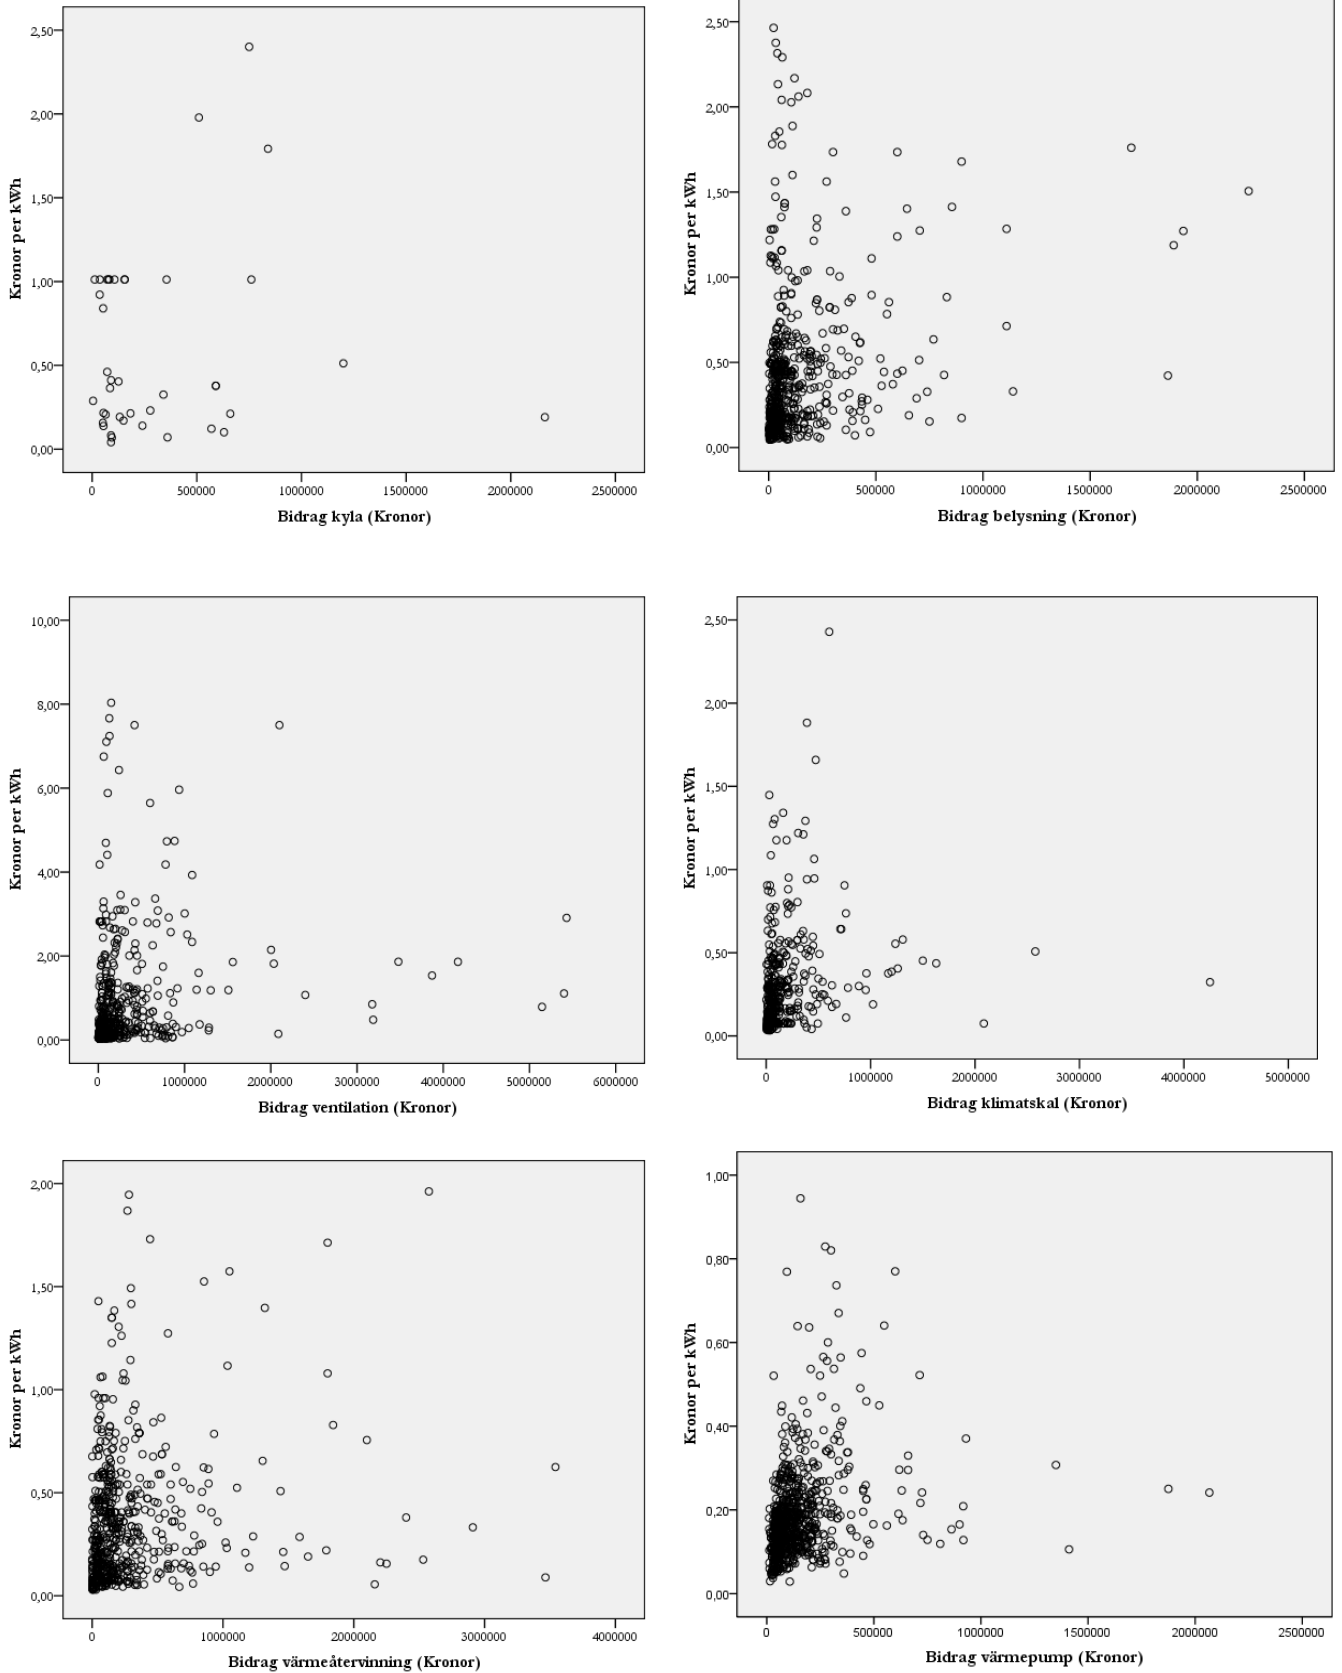 2,50
2,00
1,50
1,00
0,50
0,00
Kronor per kWh
0 500000 1000000 1500000 2000000 2500000
Bidrag kyla (Kronor)
2,50
2,00
1,50
1,00
0,50
0,00
Kronor per kWh
0 500000 1000000 1500000 2000000 2500000
Bidrag belysning (Kronor)
10,00
8,00
6,00
4,00
2,00
0,00
Kronor per kWh
0 1000000 2000000 3000000 4000000 5000000 6000000
Bidrag ventilation (Kronor)
2,50
2,00
1,50
1,00
0,50
0,00
Kronor per kWh
0 1000000 2000000 3000000 4000000 5000000
Bidrag klimatskal (Kronor)
2,00
1,50
1,00
0,50
0,00
Kronor per kWh
0 1000000 2000000 3000000 4000000
Bidrag värmeåtervinning (Kronor)
1,00
0,80
0,60
0,40
0,20
0,00
Kronor per kWh
0 500000 1000000 1500000 2000000 2500000
Bidrag värmepump (Kronor)